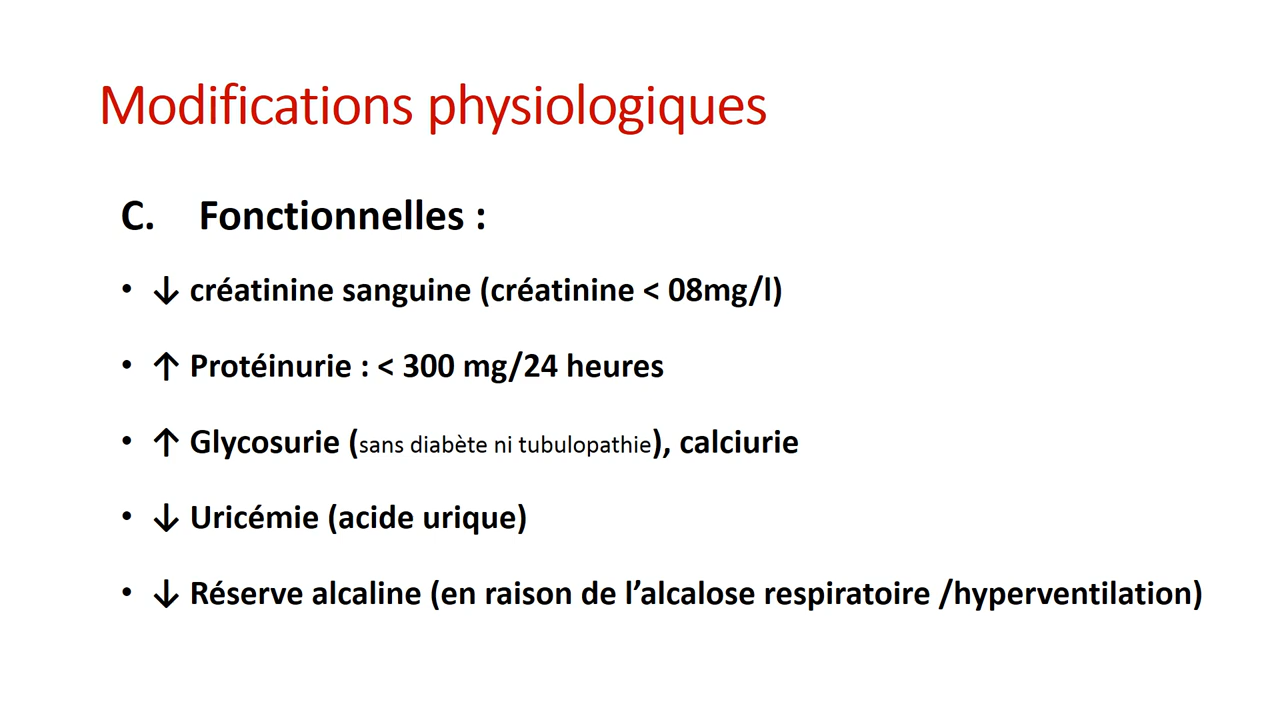 Modifications physiologiques
C. Fonctionnelles :
• ↓ créatinine sanguine (créatinine < 08mg/l)
• ↑ Protéinurie : < 300 mg/24 heures
• ↑ Glycosurie (sans diabète ni tubulopathie), calciurie
• ↓ Uricémie (acide urique)
• ↓ Réserve alcaline (en raison de l’alcalose respiratoire /hyperventilation)